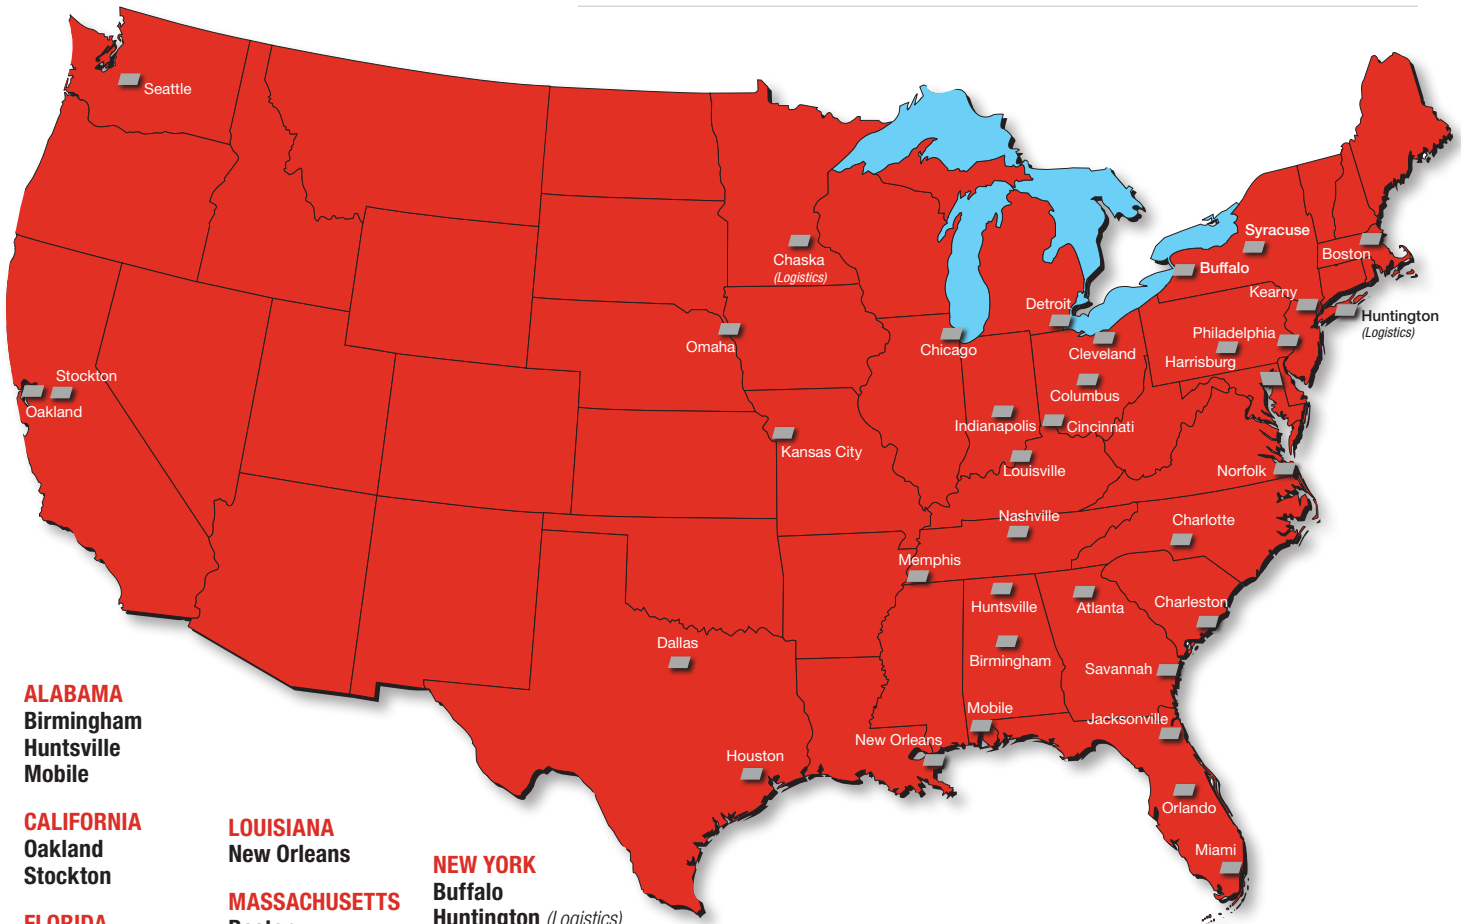 Seattle
Syracuse
Chaska
(Logistics)
Boston
Buffalo
Kearny
Detroit
Huntington
(Logistics)
Philadelphia
Omaha
Chicago
Cleveland
Harrisburg
Stockton
Columbus
Oakland
Indianapolis
Cincinnati
Kansas City
Louisville
Norfolk
Nashville
Charlotte
Memphis
Huntsville
Atlanta
Charleston
Dallas
Birmingham
Savannah
Mobile
Jacksonville
New Orleans
Houston
Orlando
Miami
ALABAMA
Birmingham
Huntsville
Mobile
CALIFORNIA
Oakland
Stockton
FLORIDA
LOUISIANA
New Orleans
MASSACHUSETTS
Boston
NEW YORK
Buffalo
Huntington (Logistics)